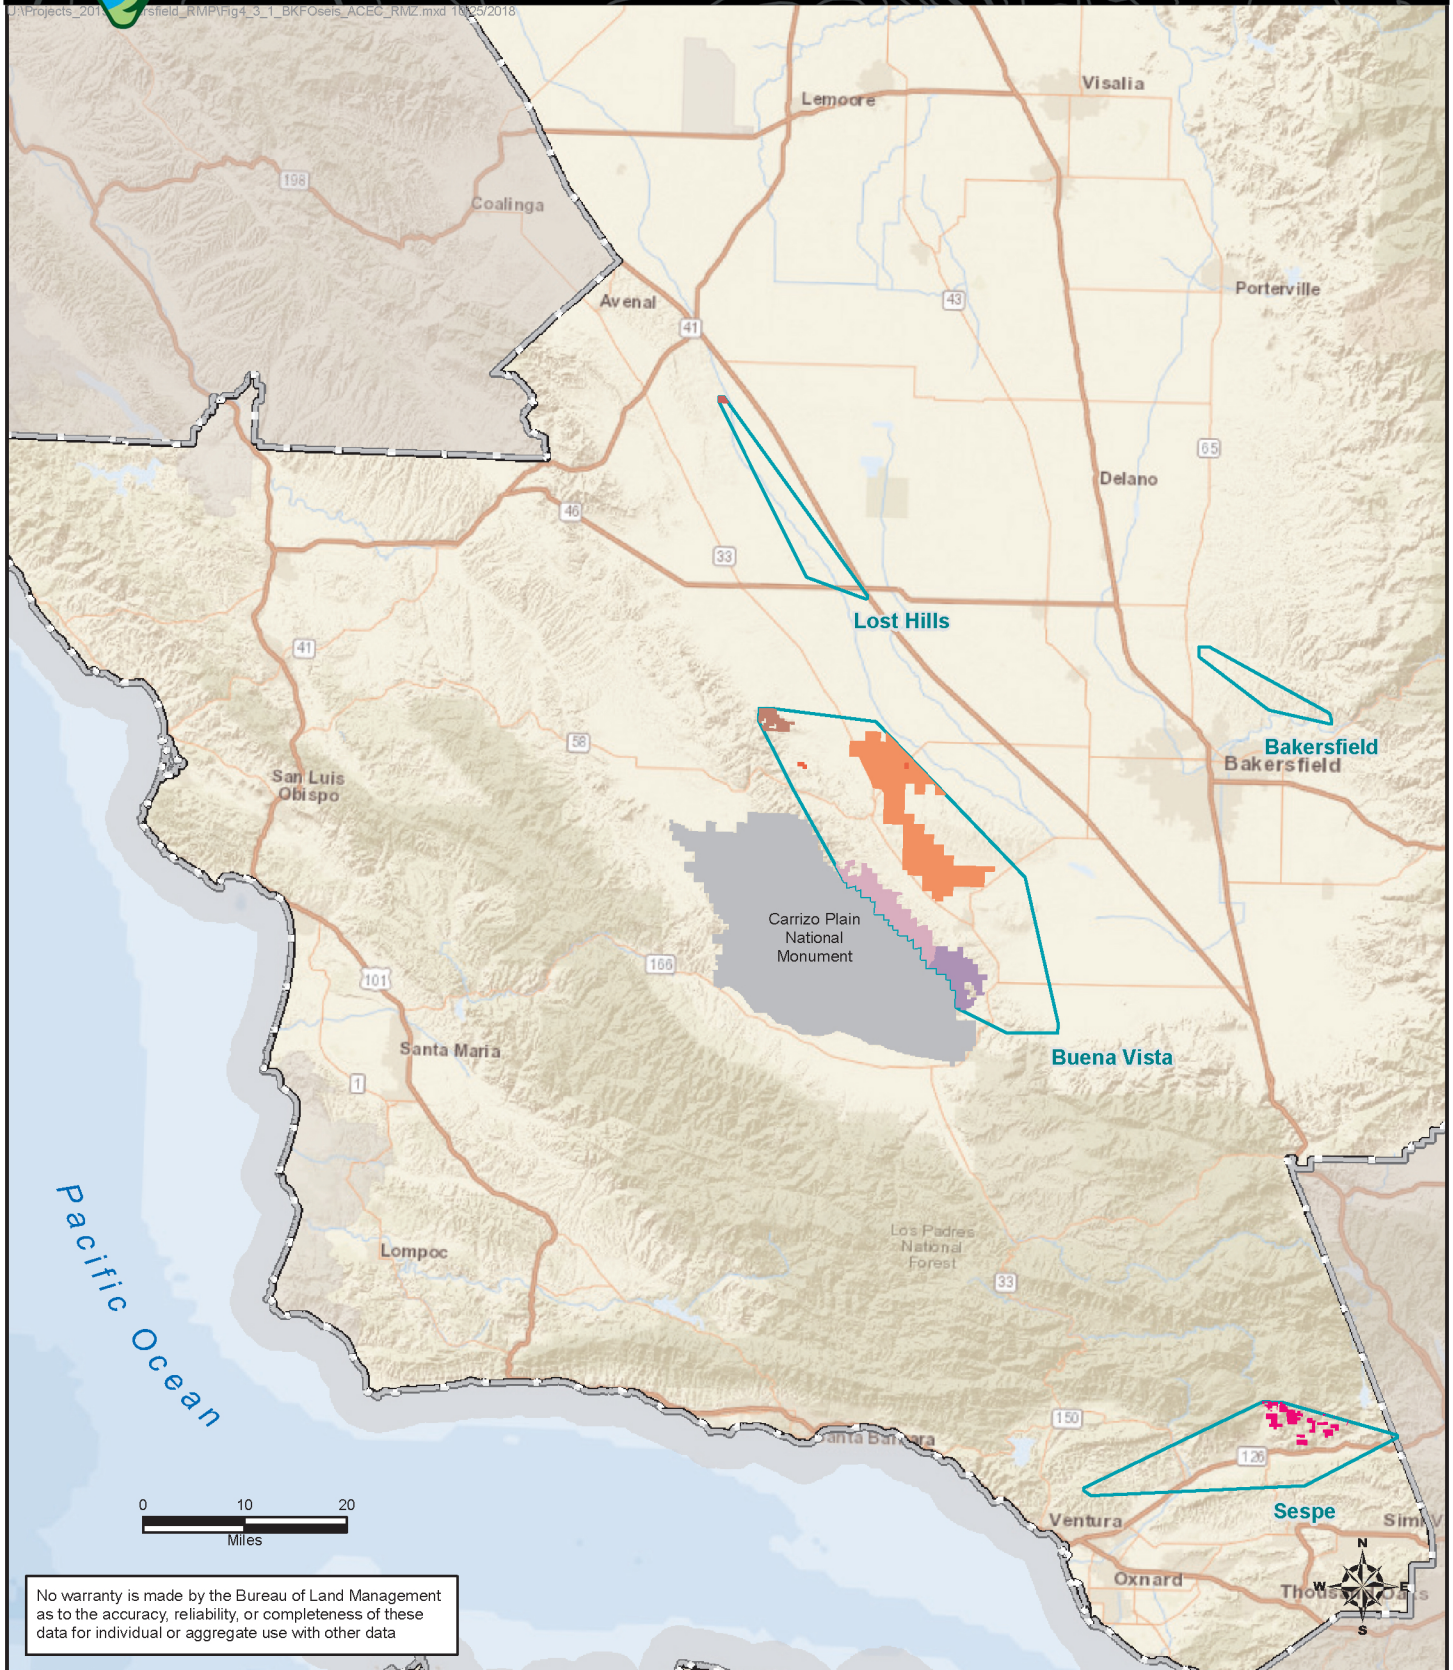 Visalia
Lemoore
198
Coalinga
Avenal
43
Porterville
41
65
Delano
46
33
Lost Hills
41
Bakersfield
Bakersfield
58
San Luis
Obispo
Carrizo Plain
National
Monument
166
101
Santa Maria
Buena Vista
1
Pacific Ocean
Los Padres
National
Forest
Lompoc
33
150
Santa Barbara
126
Sespe
Ventura
0 10 20
Miles
N
W E
S
Oxnard
Thousand Oaks
No warranty is made by the Bureau of Land Management
as to the accuracy, reliability, or completeness of these
data for individual or aggregate use with other data